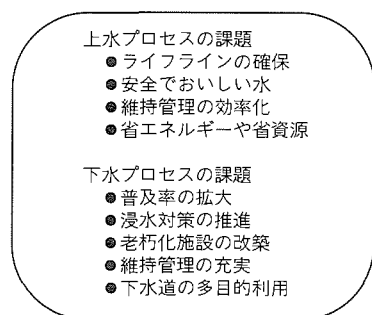 上水プロセスの課題
●ライフラインの確保
●安全でおいしい水
●維持管理の効率化
●省エネルギーや省資源
下水プロセスの課題
●普及率の拡大
●浸水対策の推進
●老朽化施設の改築
●維持管理の充実
●下水道の多目的利用